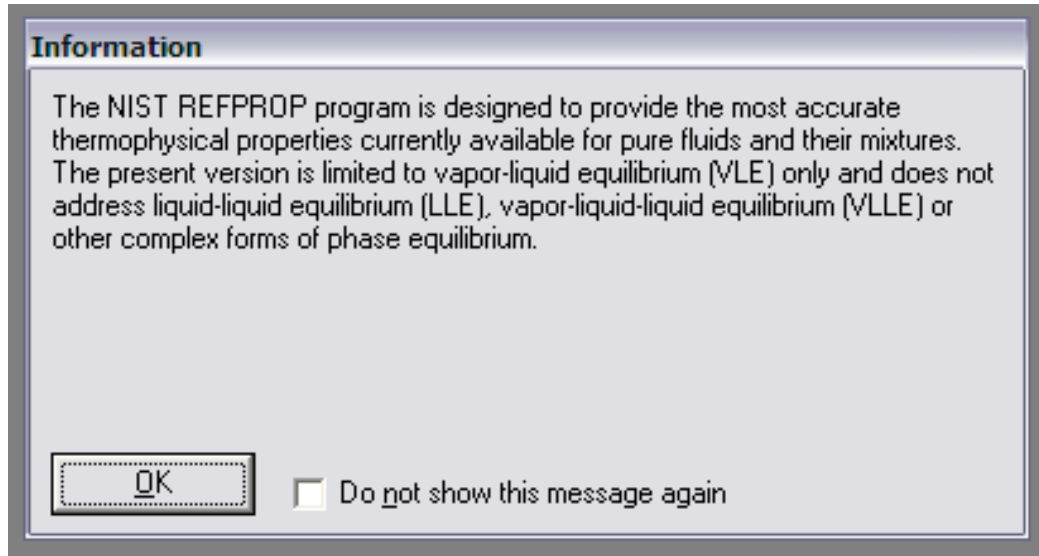 Information
The NIST REFPROP program is designed to provide the most accurate
thermophysical properties currently available for pure fluids and their mixtures.
The present version is limited to vapor-liquid equilibrium (VLE) only and does not
address liquid-liquid equilibrium (LLE), vapor-liquid-liquid equilibrium (VLLE) or
other complex forms of phase equilibrium.
OK
Do not show this message again